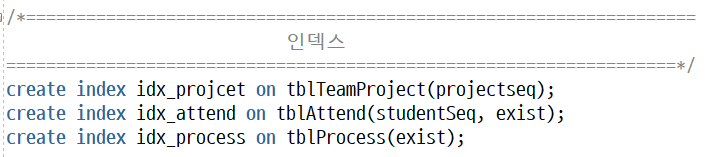 /*===================================================================
인덱스
===================================================================*/
create index idx_projcet on tblTeamProject(projectseq);
create index idx_attend on tblAttend(studentSeq, exist);
create index idx_process on tblProcess(exist);